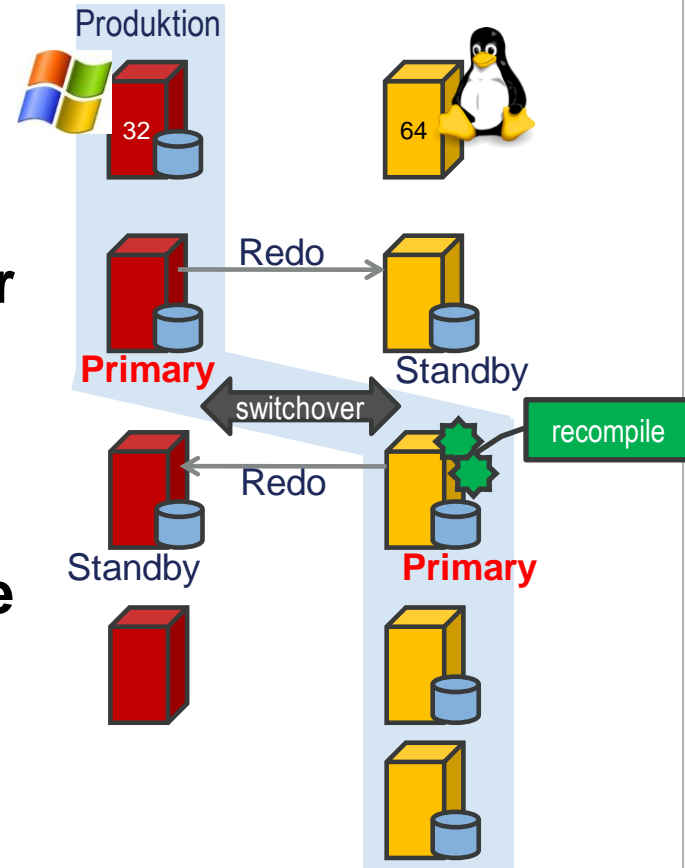 Produktion
32
64
Redo
r
Primary
Standby
switchover
recompile
Redo
Standby
Primary
e